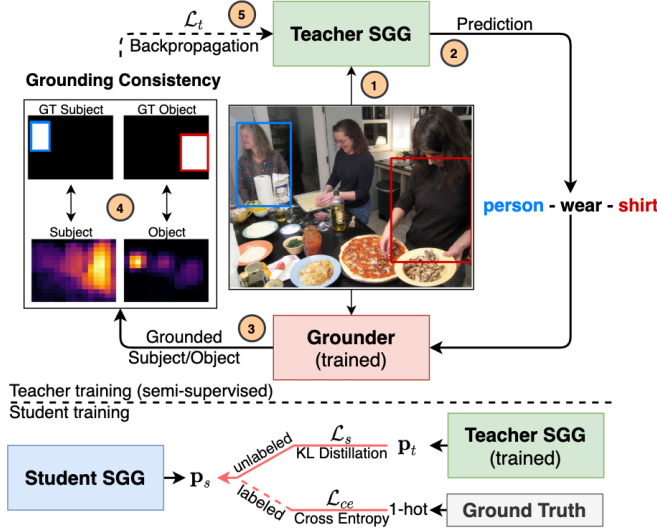 ℒt
5
Backpropagation
Teacher SGG
Prediction
2
1
Grounding Consistency
GT Subject
GT Object
4
Subject
Object
person - wear - shirt
3
Grounded
Subject/Object
Grounder
(trained)
Teacher training (semi-supervised)
Student training
Student SGG
ps
unlabeled
ℒs
KL Distillation
pt
Teacher SGG
(trained)
labeled
ℒce
Cross Entropy
1-hot
Ground Truth